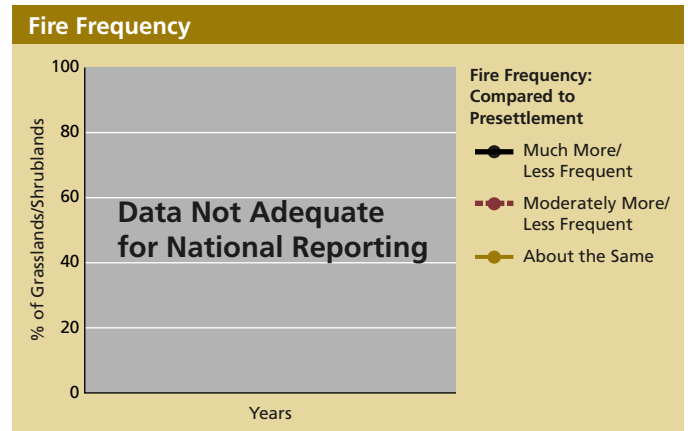 Fire Frequency
100
80
60
40
20
0
% of Grasslands/Shrublands
Data Not Adequate
for National Reporting
Years
Fire Frequency:
Compared to
Presettlement
Much More/
Less Frequent
Moderately More/
Less Frequent
About the Same